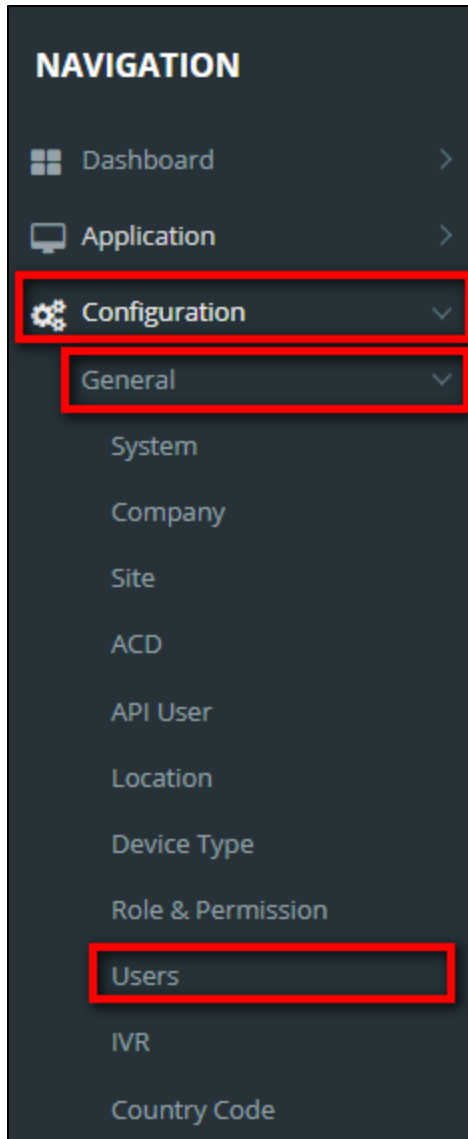 NAVIGATION
Dashboard
Application
Configuration
General
System
Company
Site
ACD
API User
Location
Device Type
Role & Permission
Users
IVR
Country Code